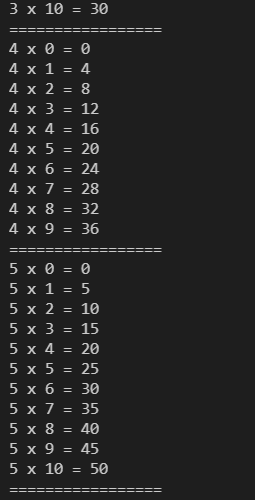 3 x 10 = 30
=================
4 x 0 = 0
4 x 1 = 4
4 x 2 = 8
4 x 3 = 12
4 x 4 = 16
4 x 5 = 20
4 x 6 = 24
4 x 7 = 28
4 x 8 = 32
4 x 9 = 36
=================
5 x 0 = 0
5 x 1 = 5
5 x 2 = 10
5 x 3 = 15
5 x 4 = 20
5 x 5 = 25
5 x 6 = 30
5 x 7 = 35
5 x 8 = 40
5 x 9 = 45
5 x 10 = 50
=================